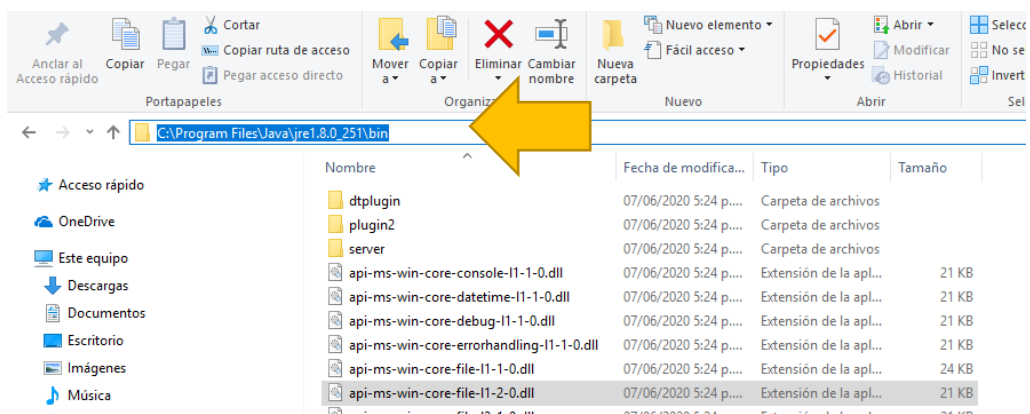 Anclar al Acceso rápido
Copiar
Pegar
Cortar
Copiar ruta de acceso
Pegar acceso directo
Portapapeles
Mover a
Copiar a
Eliminar
Cambiar nombre
Nueva carpeta
Nuevo elemento
Fácil acceso
Nuevo
Propiedades
Abrir
Modificar
Historial
Abrir
C:\Program Files\Java\jre1.8.0_251\bin
Nombre Fecha de modifica... Tipo Tamaño
Acceso rápido
OneDrive
Este equipo
Descargas
Documentos
Escritorio
Imágenes
Música
dtplugin 07/06/2020 5:24 p.... Carpeta de archivos
plugin2 07/06/2020 5:24 p.... Carpeta de archivos
server 07/06/2020 5:24 p.... Carpeta de archivos
api-ms-win-core-console-l1-1-0.dll 07/06/2020 5:24 p.... Extensión de la apl... 21 KB
api-ms-win-core-datetime-l1-1-0.dll 07/06/2020 5:24 p.... Extensión de la apl... 21 KB
api-ms-win-core-debug-l1-1-0.dll 07/06/2020 5:24 p.... Extensión de la apl... 21 KB
api-ms-win-core-errorhandling-l1-1-0.dll 07/06/2020 5:24 p.... Extensión de la apl... 21 KB
api-ms-win-core-file-l1-1-0.dll 07/06/2020 5:24 p.... Extensión de la apl... 24 KB
api-ms-win-core-file-l1-2-0.dll 07/06/2020 5:24 p.... Extensión de la apl... 21 KB